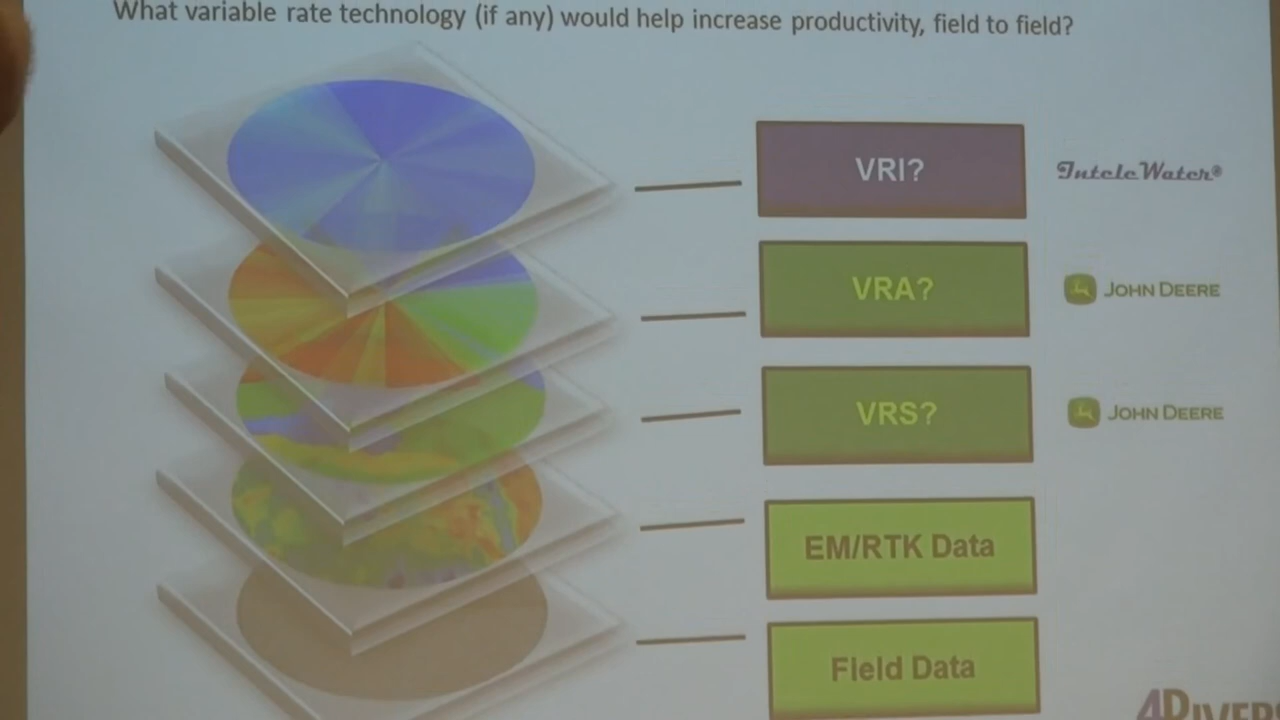 What variable rate technology (if any) would help increase productivity, field to field?
VRI?
InteleWater®
VRA?
JOHN DEERE
VRS?
JOHN DEERE
EM/RTK Data
Field Data